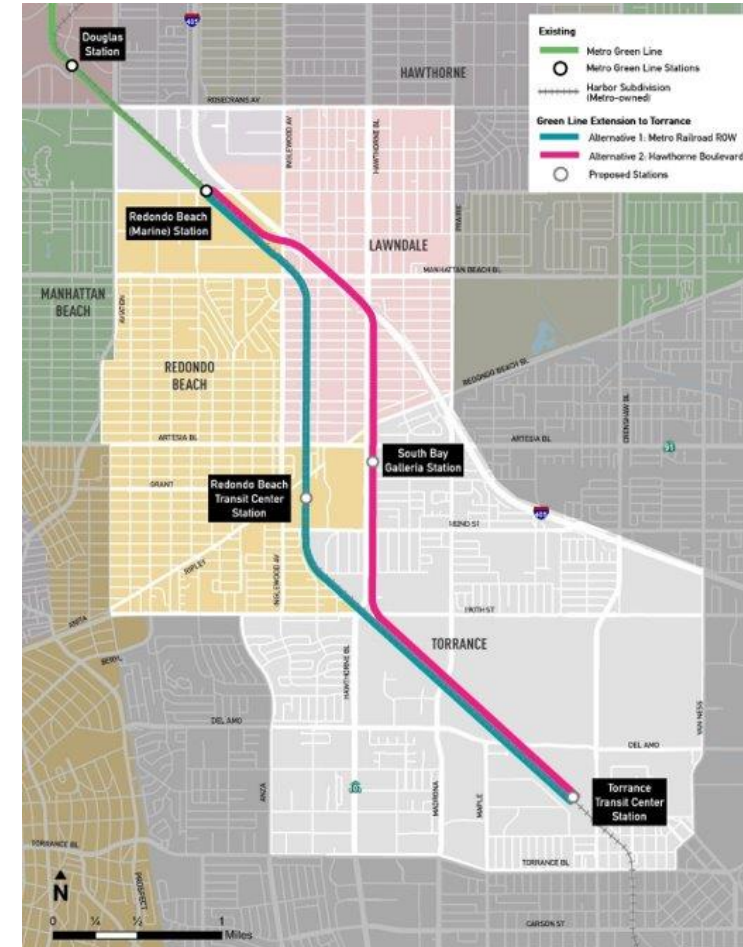 Douglas
Station
405
HAWTHORNE
Existing
Metro Green Line
Metro Green Line Stations
Harbor Subdivision
(Metro-owned)
Green Line Extension to Torrance
Alternative 1: Metro Railroad ROW
Alternative 2: Hawthorne Boulevard
Proposed Stations
ROSECRANS AV
INGLEWOOD AV
HAWTHORNE BL
PRAIRIE
Redondo Beach
(Marine) Station
LAWNDALE
MANHATTAN BEACH BL
MANHATTAN
BEACH
AVIATION
REDONDO
BEACH
REDONDO BEACH BL
CRENSHAW BL
ARTESIA BL
ARTESIA BL
91
South Bay
Galleria Station
GRANT
Redondo Beach
Transit Center
Station
405
182ND ST
RIPLEY
INGLEWOOD AV
190TH ST
ANITA
BERYL
TORRANCE
HAWTHORNE BL
VAN NESS
DEL AMO
DEL AMO
ANZA
MADRONA
MAPLE
Torrance
Transit Center
Station
TORRANCE BL
PROSPECT
TORRANCE BL
N
0 ¼ ½ 1
Miles
CARSON ST